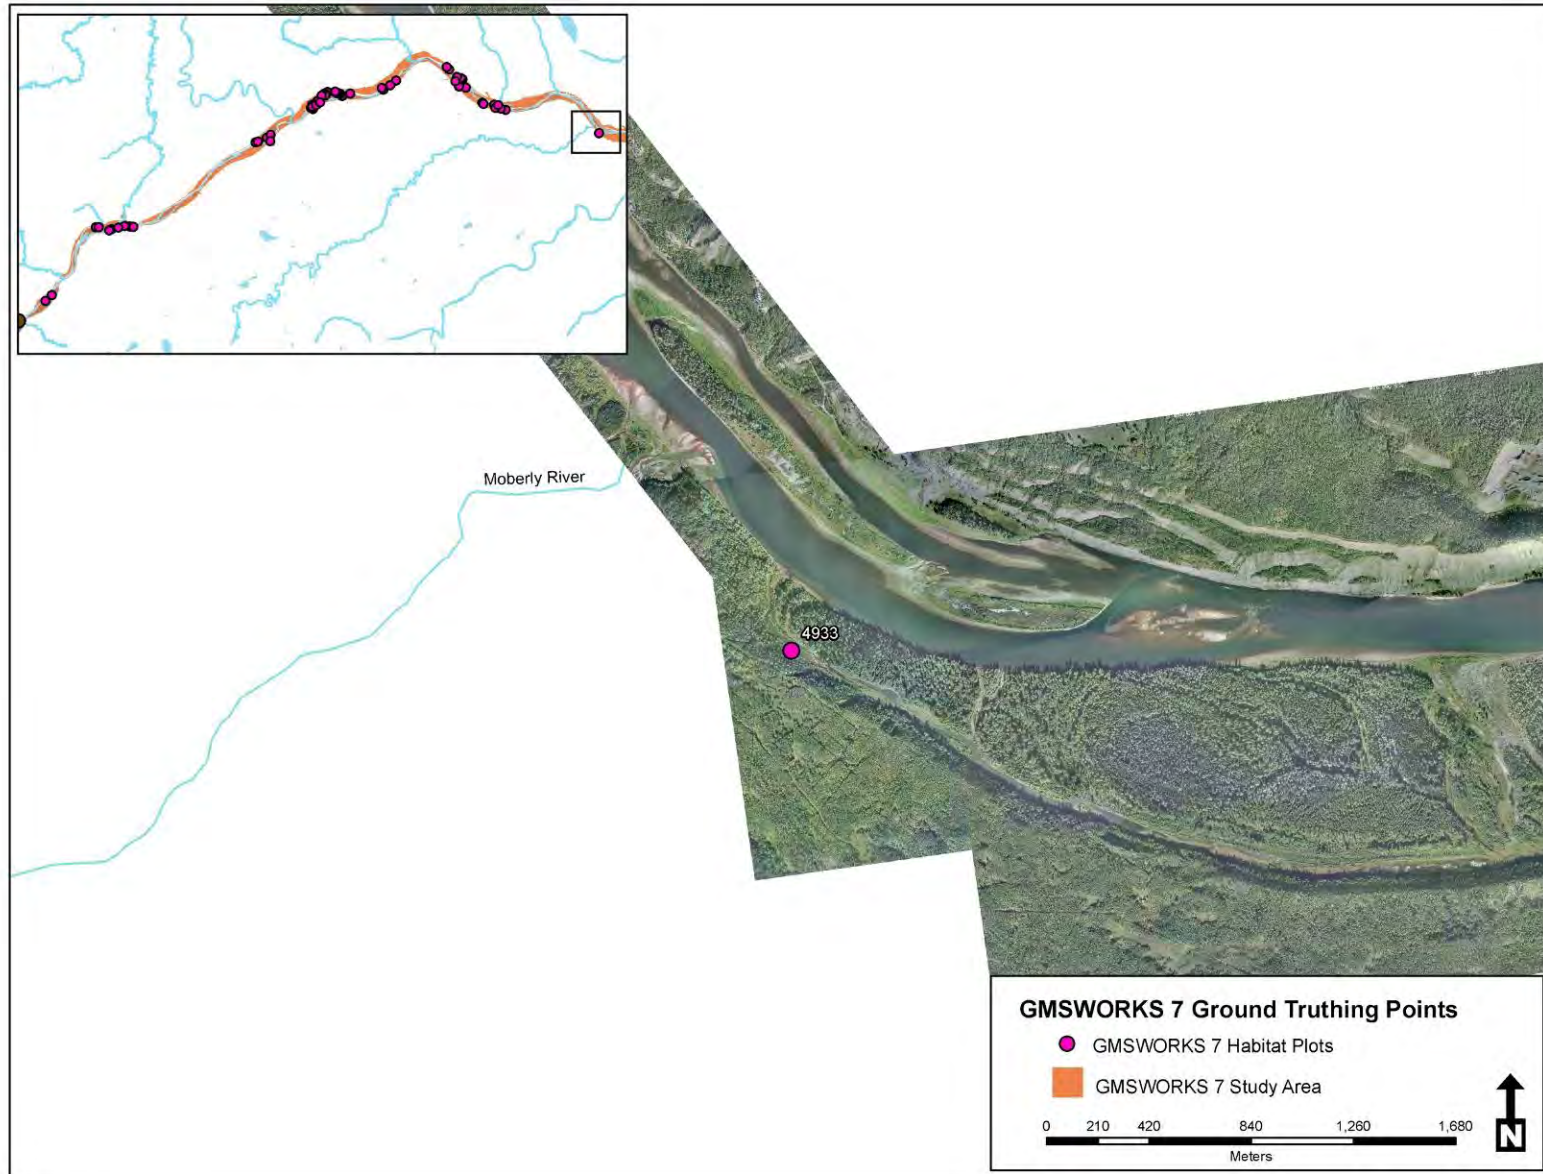 Moberly River
4933
GMSWORKS 7 Ground Truthing Points
GMSWORKS 7 Habitat Plots
GMSWORKS 7 Study Area
0 210 420 840 1,260 1,680
Meters
N